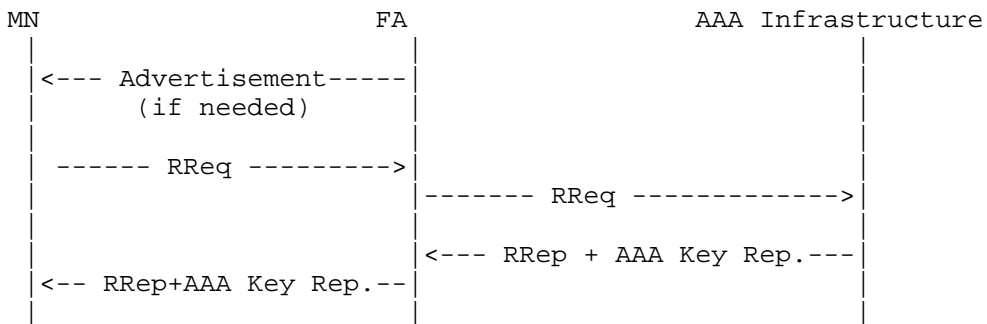 MN FA AAA Infrastructure
<--- Advertisement-----
(if needed)
------ RReq --------->
------- RReq ------------->
<--- RRep + AAA Key Rep.---
<-- RRep+AAA Key Rep.--